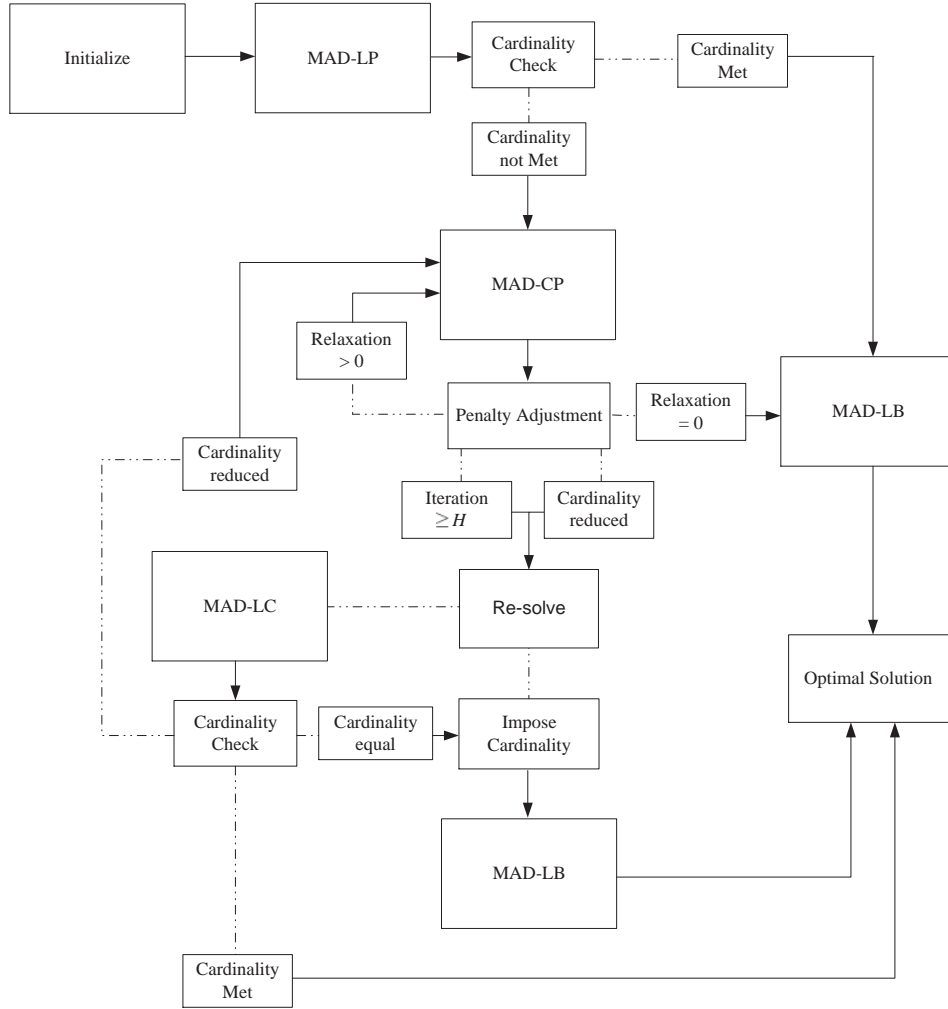 Initialize
MAD-LP
Cardinality
Check
Cardinality
Met
Cardinality
not Met
MAD-CP
Relaxation
> 0
Penalty Adjustment
Relaxation
= 0
MAD-LB
Cardinality
reduced
Iteration
≥ H
Cardinality
reduced
MAD-LC
Re-solve
Optimal Solution
Cardinality
Check
Cardinality
equal
Impose
Cardinality
MAD-LB
Cardinality
Met